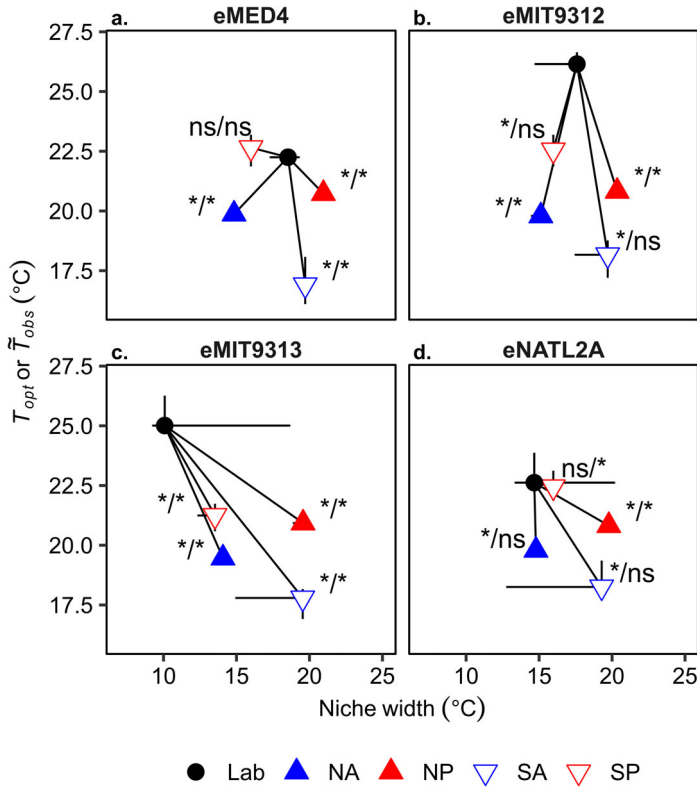 a. eMED4
b. eMIT9312
27.5
25.0
22.5
20.0
17.5
ns/ns
*/*
*/*
*/*
*/ns
*/*
*/*
*/ns
c. eMIT9313
d. eNATL2A
27.5
25.0
22.5
20.0
17.5
*/*
*/*
*/*
*/*
ns/*
*/*
*/ns
*/ns
T_opt or T̃_obs (°C)
10 15 20 25
10 15 20 25
Niche width (°C)
Lab NA NP SA SP